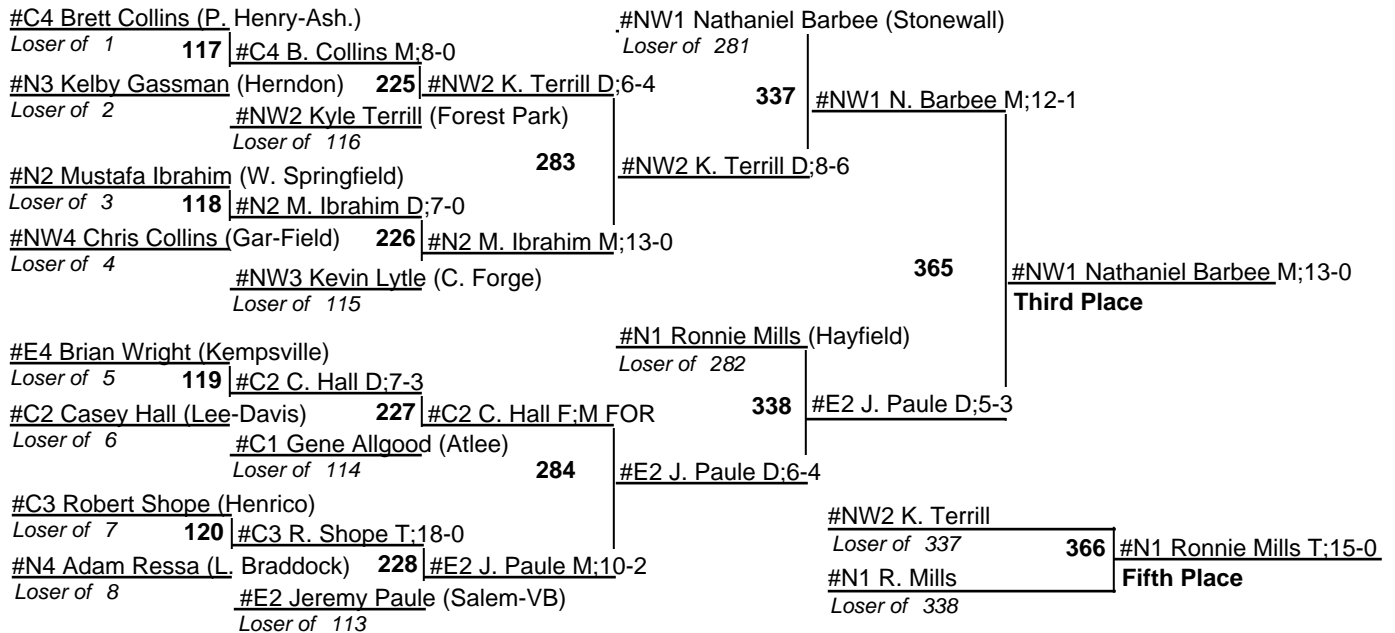 #C4 Brett Collins (P. Henry-Ash.)
Loser of 1
117 #C4 B. Collins M;8-0
#N3 Kelby Gassman (Herndon)
Loser of 2
225 #NW2 K. Terrill D;6-4
#NW2 Kyle Terrill (Forest Park)
Loser of 116
283 #NW2 K. Terrill D;8-6
#N2 Mustafa Ibrahim (W. Springfield)
Loser of 3
118 #N2 M. Ibrahim D;7-0
#NW4 Chris Collins (Gar-Field)
Loser of 4
226 #N2 M. Ibrahim M;13-0
#NW3 Kevin Lytle (C. Forge)
Loser of 115
#E4 Brian Wright (Kempsville)
Loser of 5
119 #C2 C. Hall D;7-3
#C2 Casey Hall (Lee-Davis)
Loser of 6
227 #C2 C. Hall F;M FOR
#C1 Gene Allgood (Atlee)
Loser of 114
284 #E2 J. Paule D;6-4
#C3 Robert Shope (Henrico)
Loser of 7
120 #C3 R. Shope T;18-0
#N4 Adam Ressa (L. Braddock)
Loser of 8
228 #E2 J. Paule M;10-2
#E2 Jeremy Paule (Salem-VB)
Loser of 113
#NW1 Nathaniel Barbee (Stonewall)
Loser of 281
337 #NW1 N. Barbee M;12-1
365 #NW1 Nathaniel Barbee M;13-0
Third Place
#N1 Ronnie Mills (Hayfield)
Loser of 282
338 #E2 J. Paule D;5-3
#NW2 K. Terrill
Loser of 337
366 #N1 Ronnie Mills T;15-0
Fifth Place
#N1 R. Mills
Loser of 338